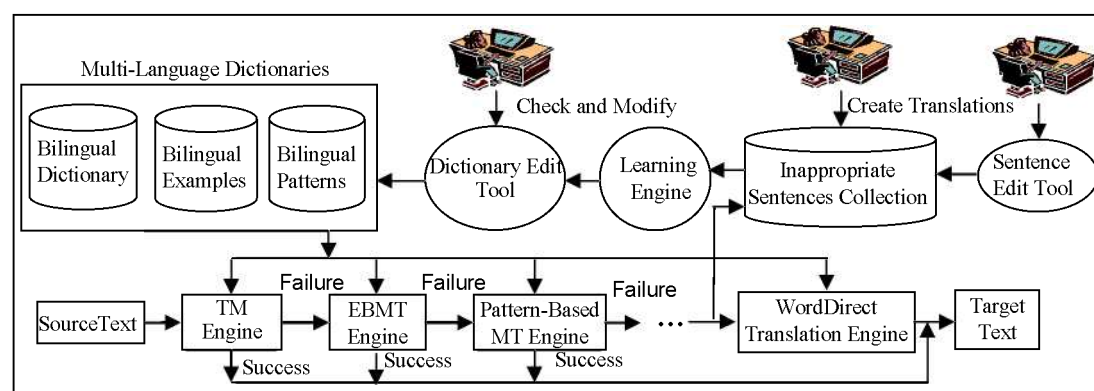 Multi-Language Dictionaries
Bilingual
Dictionary
Bilingual
Examples
Bilingual
Patterns
Check and Modify
Dictionary Edit
Tool
Learning
Engine
Create Translations
Inappropriate
Sentences Collection
Sentence
Edit Tool
SourceText
TM
Engine
Failure
Success
EBMT
Engine
Failure
Success
Pattern-Based
MT Engine
Failure
Success
...
WordDirect
Translation Engine
Target
Text